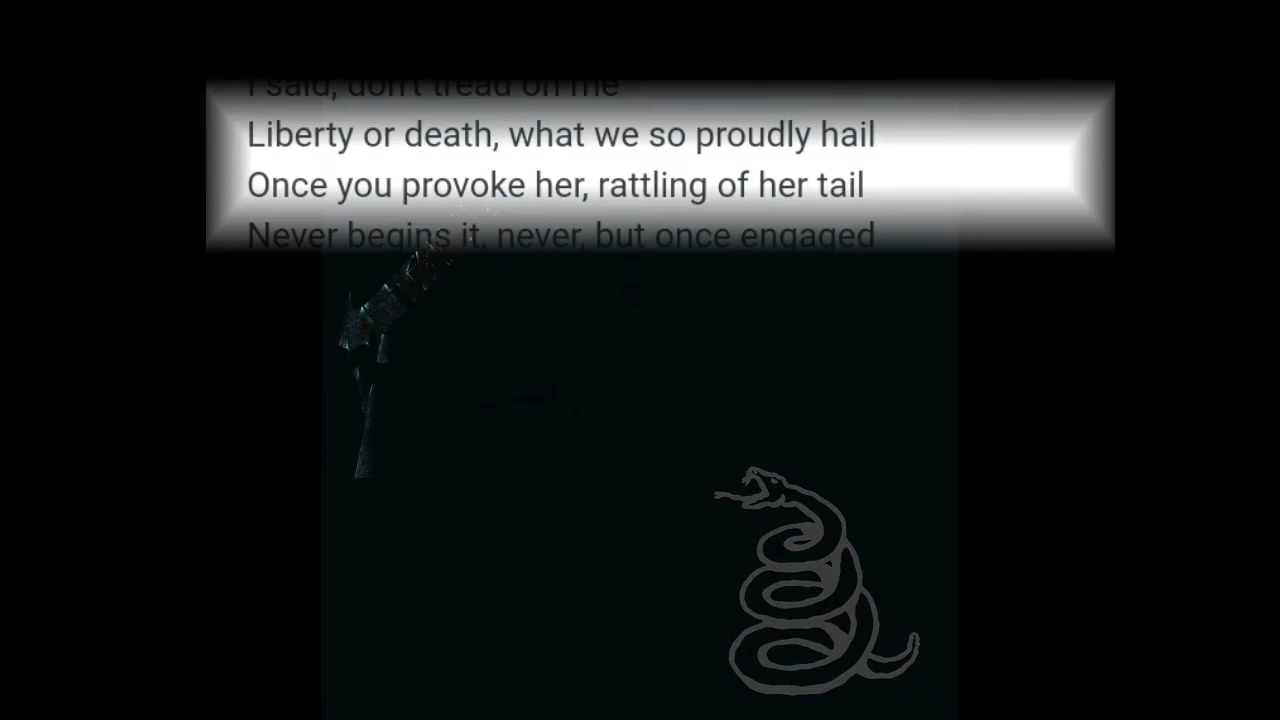 I said, don't tread on me
Liberty or death, what we so proudly hail
Once you provoke her, rattling of her tail
Never begins it, never, but once engaged